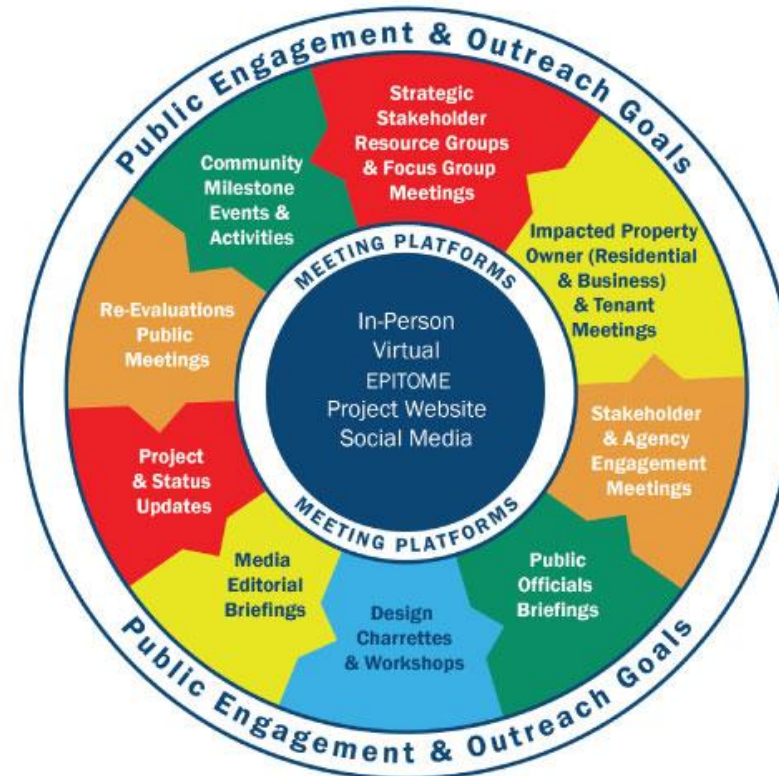 Public Engagement & Outreach Goals
Strategic
Stakeholder
Resource Groups
& Focus Group
Meetings
Impacted Property
Owner (Residential
& Business)
& Tenant
Meetings
Stakeholder
& Agency
Engagement
Meetings
Public
Officials
Briefings
Design
Charrettes
& Workshops
Media
Editorial
Briefings
Project
& Status
Updates
Re-Evaluations
Public
Meetings
Community
Milestone
Events &
Activities
MEETING PLATFORMS
In-Person
Virtual
EPITOME
Project Website
Social Media
MEETING PLATFORMS
Public Engagement & Outreach Goals